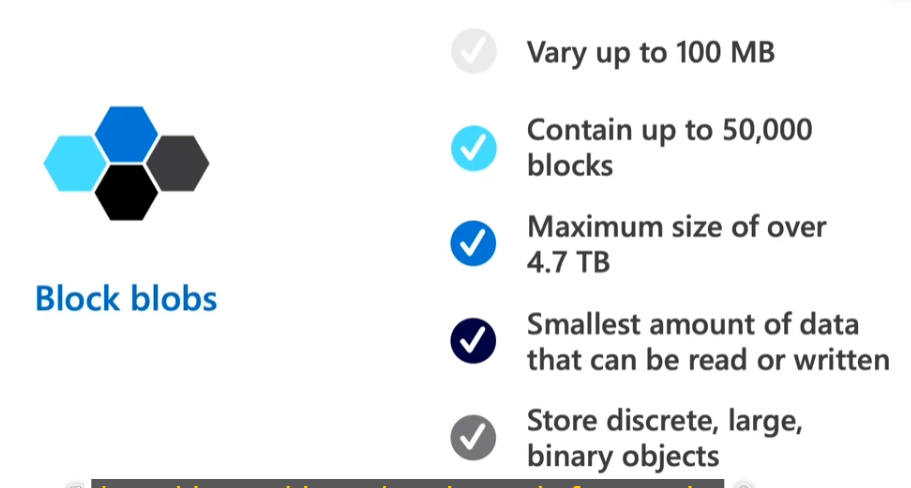 Vary up to 100 MB
Contain up to 50,000
blocks
Maximum size of over
4.7 TB
Block blobs
Smallest amount of data
that can be read or written
Store discrete, large,
binary objects